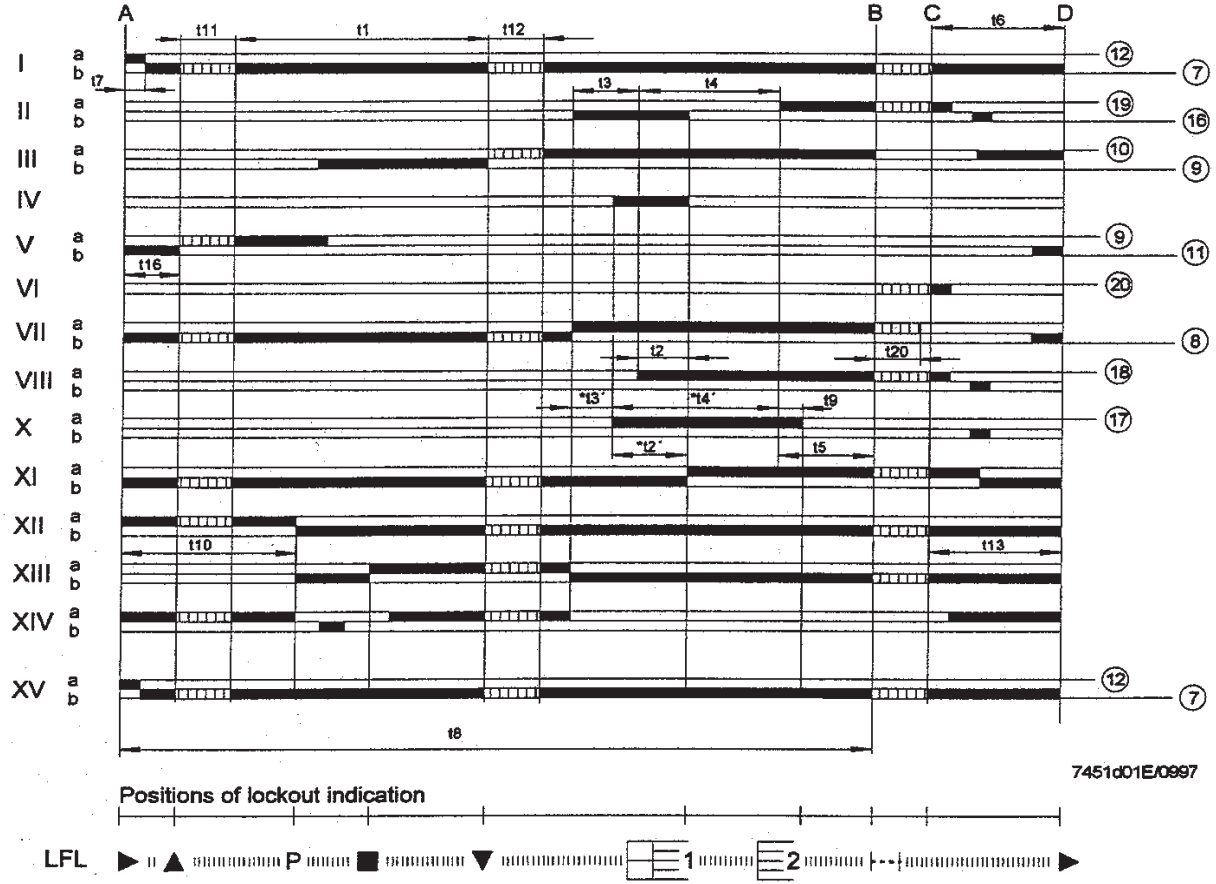 A B C D
t11 t1 t12 t6
I a 12
b 7
t7
t3 t4
II a 19
b 16
III a 10
b 9
IV
V a 9
b 11
t16
VI 20
VII a
b 8
t2 t20
VIII a 18
b
"t3´ "t4´ t9
X a 17
b
"t2´ t5
XI a
b
XII a
b
t10 t13
XIII a
b
XIV a
b
XV a 12
b 7
t8
7451d01E/0997
Positions of lockout indication
LFL P 1 2